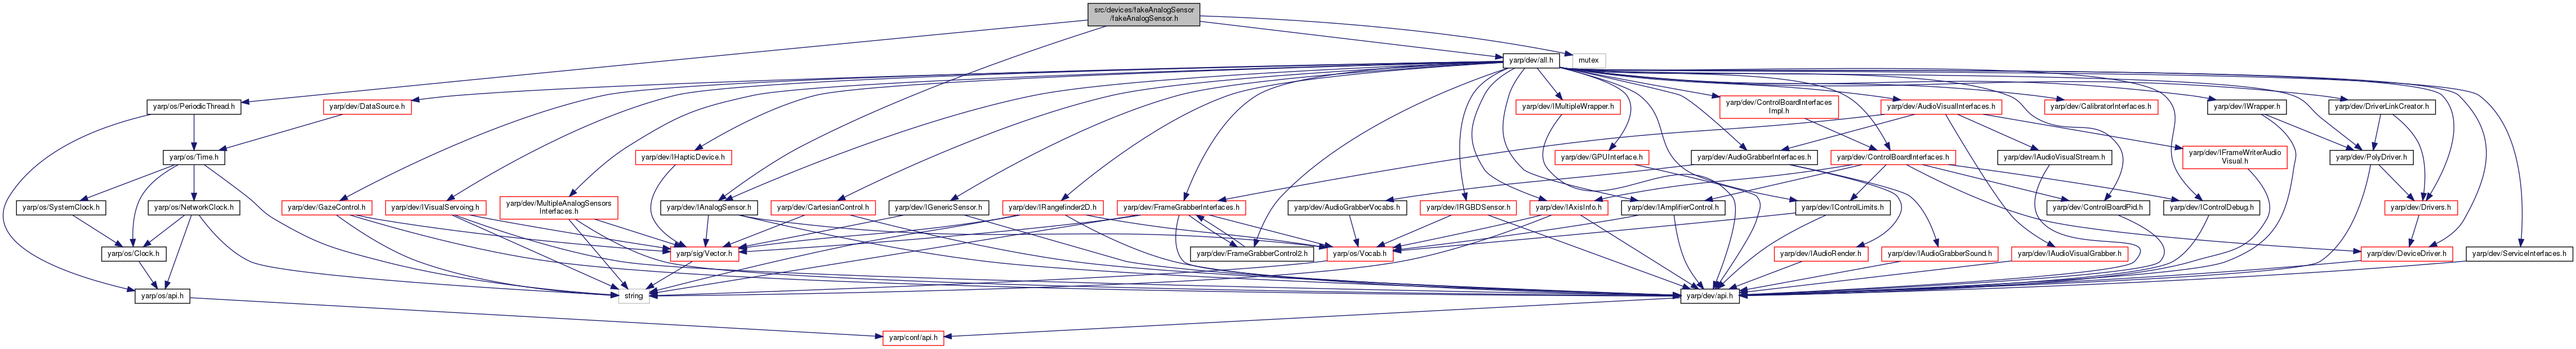 src/devices/fakeAnalogSensor
/fakeAnalogSensor.h
yarp/dev/all.h
mutex
yarp/os/PeriodicThread.h
yarp/dev/DataSource.h
yarp/dev/IMultipleWrapper.h
yarp/dev/ControlBoardInterfaces
Impl.h
yarp/dev/AudioVisualInterfaces.h
yarp/dev/CalibratorInterfaces.h
yarp/dev/IWrapper.h
yarp/dev/DriverLinkCreator.h
yarp/os/Time.h
yarp/dev/IHapticDevice.h
yarp/dev/GPUInterface.h
yarp/dev/AudioGrabberInterfaces.h
yarp/dev/ControlBoardInterfaces.h
yarp/dev/IAudioVisualStream.h
yarp/dev/IFrameWriterAudio
Visual.h
yarp/dev/PolyDriver.h
yarp/os/SystemClock.h
yarp/os/NetworkClock.h
yarp/dev/GazeControl.h
yarp/dev/IVisualServoing.h
yarp/dev/MultipleAnalogSensors
Interfaces.h
yarp/dev/IAnalogSensor.h
yarp/dev/CartesianControl.h
yarp/dev/IGenericSensor.h
yarp/dev/IRangefinder2D.h
yarp/dev/FrameGrabberInterfaces.h
yarp/dev/AudioGrabberVocabs.h
yarp/dev/IRGBDSensor.h
yarp/dev/IAxisInfo.h
yarp/dev/IAmplifierControl.h
yarp/dev/IControlLimits.h
yarp/dev/ControlBoardPid.h
yarp/dev/IControlDebug.h
yarp/dev/Drivers.h
yarp/os/Clock.h
yarp/sig/Vector.h
yarp/dev/FrameGrabberControl2.h
yarp/os/Vocab.h
yarp/dev/IAudioRender.h
yarp/dev/IAudioGrabberSound.h
yarp/dev/IAudioVisualGrabber.h
yarp/dev/DeviceDriver.h
yarp/dev/ServiceInterfaces.h
yarp/os/api.h
string
yarp/dev/api.h
yarp/conf/api.h